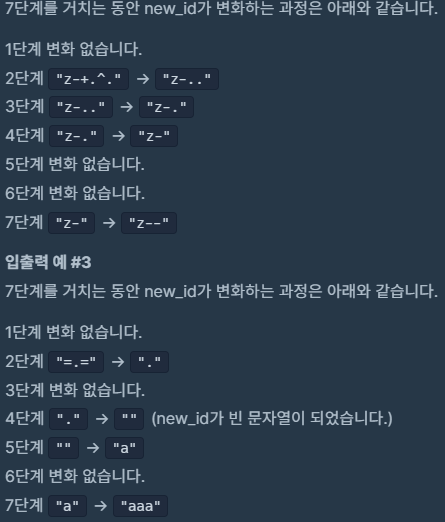 7단계를 거치는 동안 new_id가 변화하는 과정은 아래와 같습니다.
1단계 변화 없습니다.
2단계 "z-+.^." → "z-.."
3단계 "z-.." → "z-."
4단계 "z-." → "z-"
5단계 변화 없습니다.
6단계 변화 없습니다.
7단계 "z-" → "z--"
입출력 예 #3
7단계를 거치는 동안 new_id가 변화하는 과정은 아래와 같습니다.
1단계 변화 없습니다.
2단계 "=.=" → "."
3단계 변화 없습니다.
4단계 "." → "" (new_id가 빈 문자열이 되었습니다.)
5단계 "" → "a"
6단계 변화 없습니다.
7단계 "a" → "aaa"